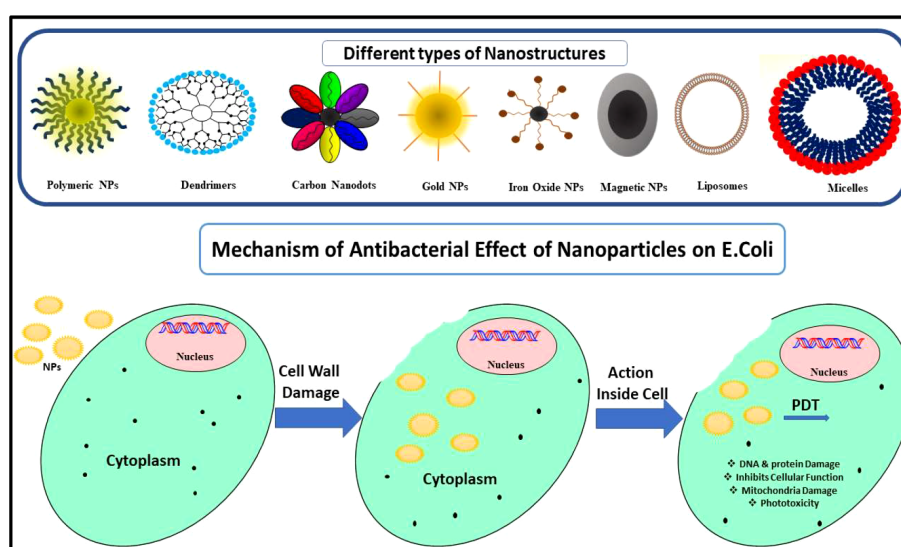 Different types of Nanostructures
Polymeric NPs
Dendrimers
Carbon Nanodots
Gold NPs
Iron Oxide NPs
Magnetic NPs
Liposomes
Micelles
Mechanism of Antibacterial Effect of Nanoparticles on E.Coli
NPs
Nucleus
Cytoplasm
Cell Wall
Damage
Nucleus
Cytoplasm
Action
Inside Cell
Nucleus
PDT
❖ DNA & protein Damage
❖ Inhibits Cellular Function
❖ Mitochondria Damage
❖ Phototoxicity